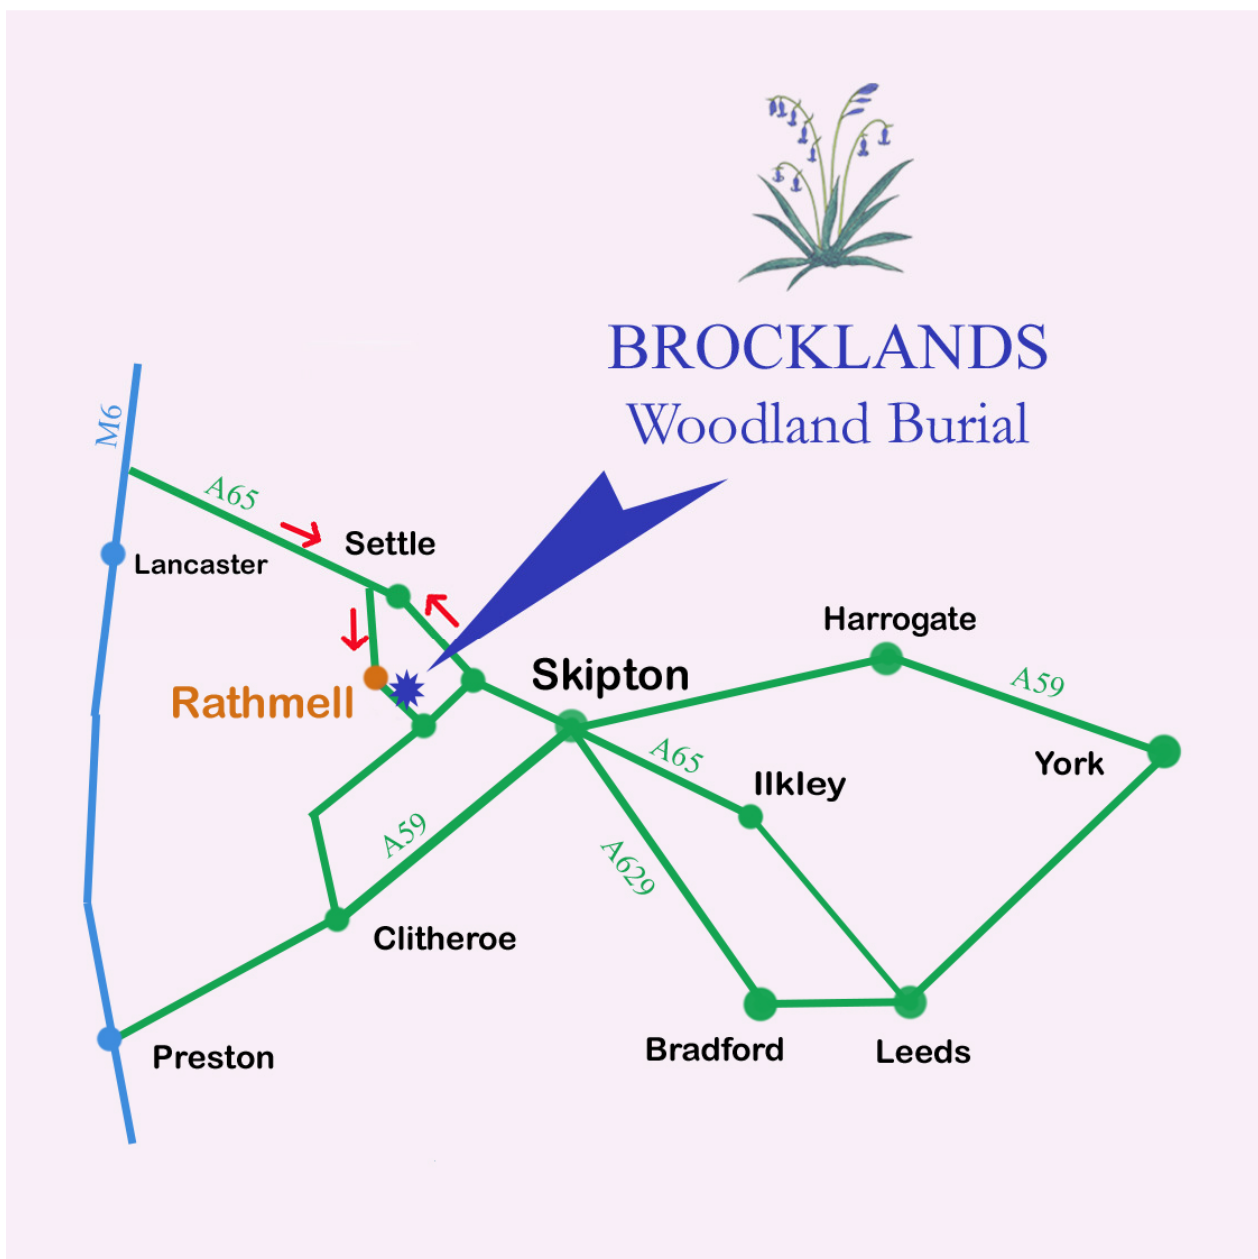 BROCKLANDS
Woodland Burial
M6
A65
Settle
Lancaster
Harrogate
Skipton
A59
Rathmell
A65
York
Ilkley
A59
A629
Clitheroe
Bradford
Leeds
Preston